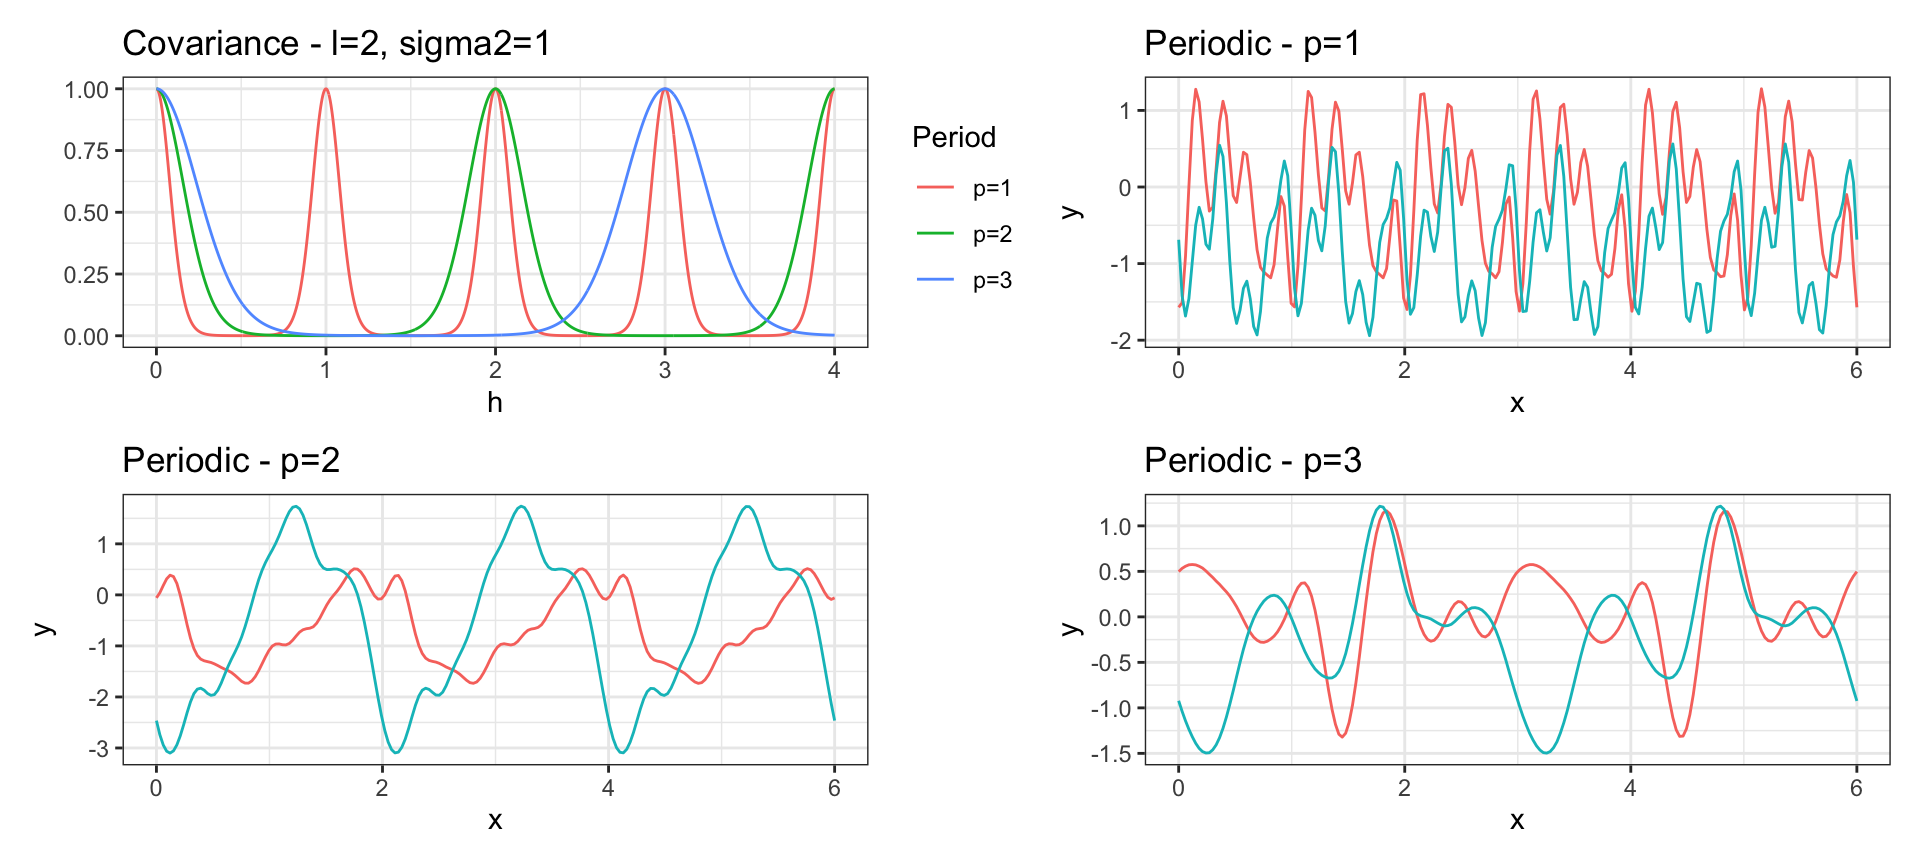 Covariance - l=2, sigma2=1
1.00
0.75
0.50
0.25
0.00
0 1 2 3 4
h
Period
p=1
p=2
p=3
Periodic - p=1
1
0
-1
-2
y
0 2 4 6
x
Periodic - p=2
1
0
-1
-2
-3
y
0 2 4 6
x
Periodic - p=3
1.0
0.5
0.0
-0.5
-1.0
-1.5
y
0 2 4 6
x